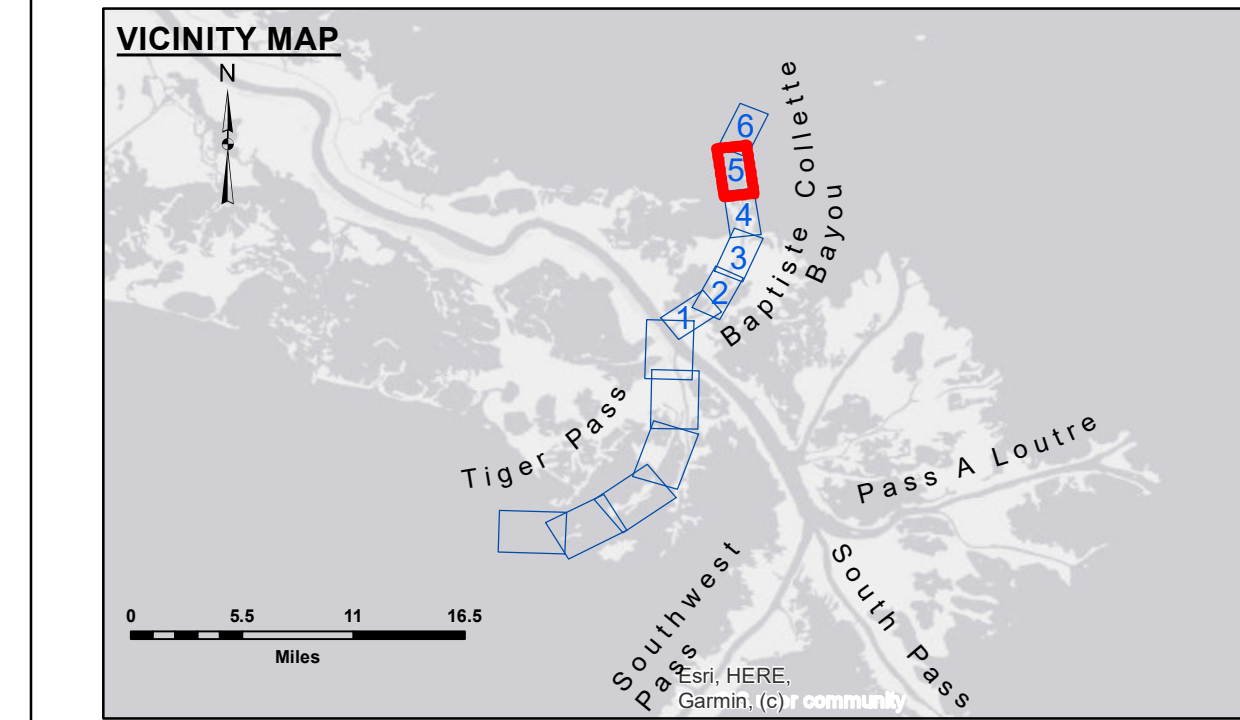 VICINITY MAP
N
6
5
4
3
2
1
Baptiste Collette
Bayou
Tiger Pass
Pass A Loutre
Southwest
Pass
South Pass
0 5.5 11 16.5
Miles
Esri, HERE,
Garmin, (c) community